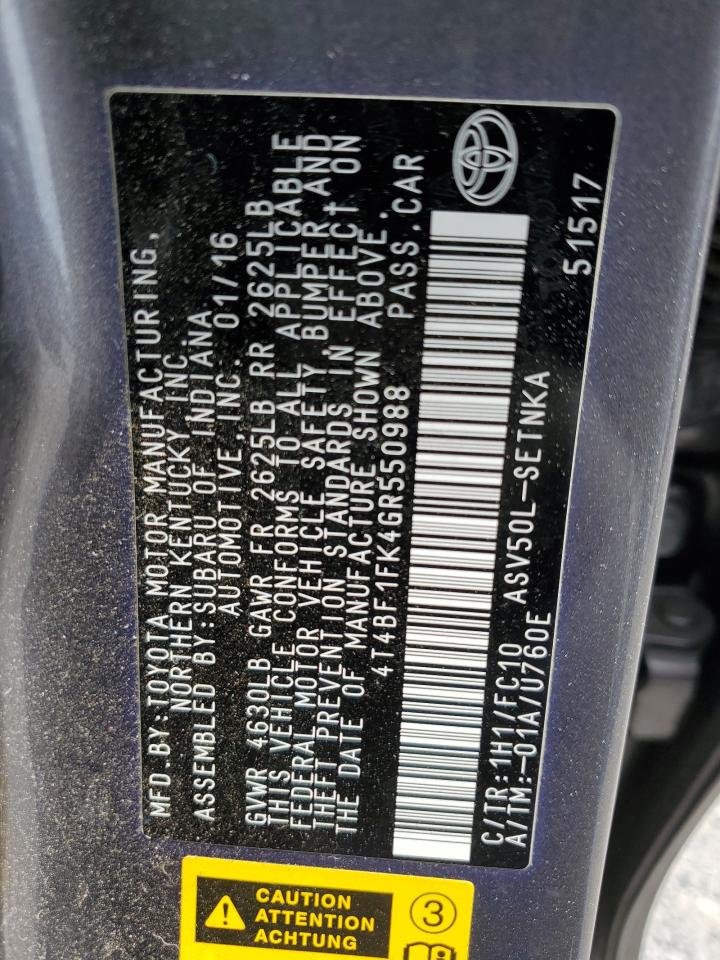 MFD.BY:TOYOTA MOTOR MANUFACTURING,
NORTHERN KENTUCKY INC.
ASSEMBLED BY:SUBARU OF INDIANA
AUTOMOTIVE,INC. 01/16
GVWR 4630LB GAWR FR 2625LB RR 2625LB
THIS VEHICLE CONFORMS TO ALL APPLICABLE
FEDERAL MOTOR VEHICLE SAFETY,BUMPER,AND
THEFT PREVENTION STANDARDS IN EFFECT ON
THE DATE OF MANUFACTURE SHOWN ABOVE.
4T4BF1FK4GR550988 PASS.CAR
C/TR:1H1/FC10 ASV50L-SETNKA
A/TM:-01A/U760E
51517
CAUTION
ATTENTION
ACHTUNG
3